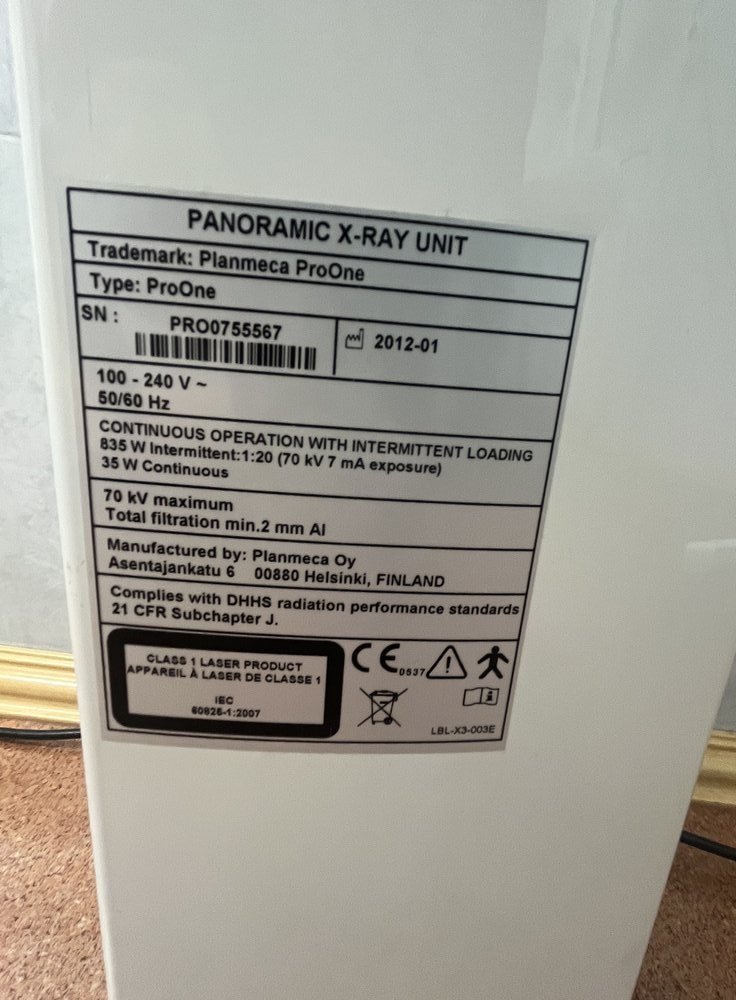 PANORAMIC X-RAY UNIT
Trademark: Planmeca ProOne
Type: ProOne
SN :
PRO0755567
2012-01
100 - 240 V ~
50/60 Hz
CONTINUOUS OPERATION WITH INTERMITTENT LOADING
835 W Intermittent:1:20 (70 kV 7 mA exposure)
35 W Continuous
70 kV maximum
Total filtration min.2 mm Al
Manufactured by: Planmeca Oy
Asentajankatu 6 00880 Helsinki, FINLAND
Complies with DHHS radiation performance standards
21 CFR Subchapter J.
CLASS 1 LASER PRODUCT
APPAREIL À LASER DE CLASSE 1
IEC
60825-1:2007
CE 0537
LBL-X3-003E